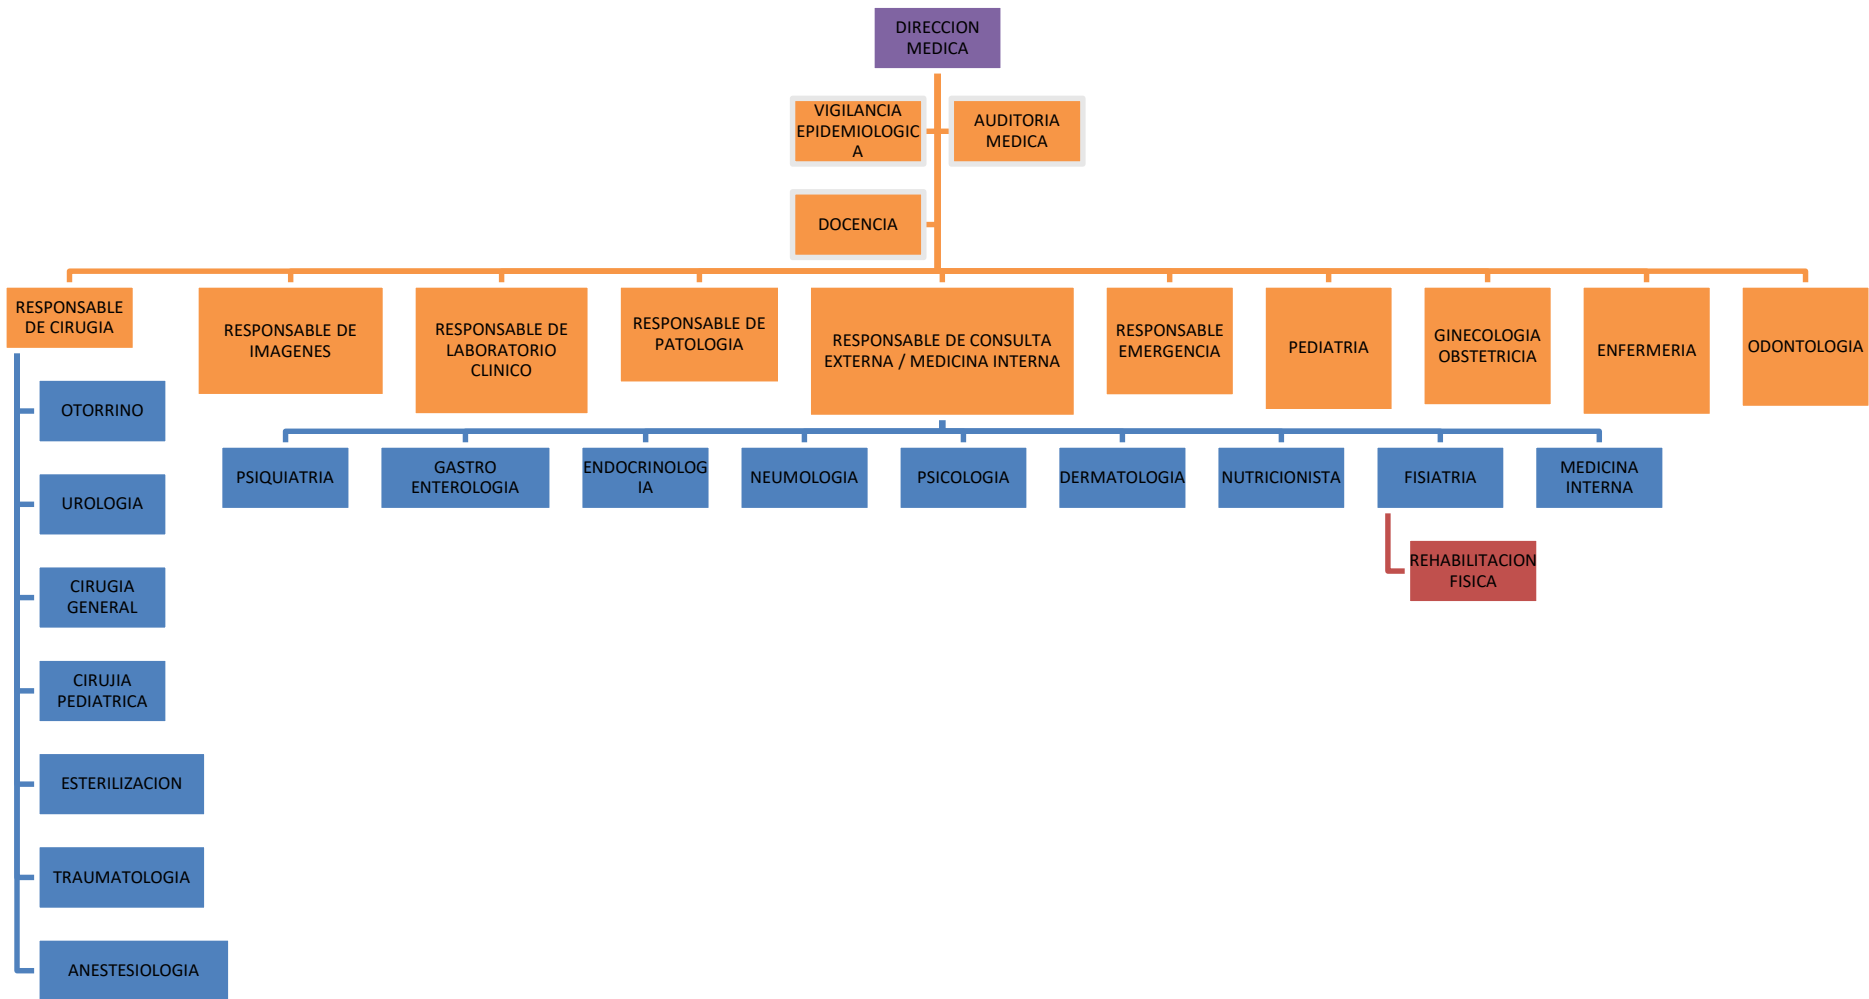 DIRECCION
MEDICA
VIGILANCIA
EPIDEMIOLOGIC
A
AUDITORIA
MEDICA
DOCENCIA
RESPONSABLE
DE CIRUGIA
RESPONSABLE DE
IMAGENES
RESPONSABLE DE
LABORATORIO
CLINICO
RESPONSABLE DE
PATOLOGIA
RESPONSABLE DE CONSULTA
EXTERNA / MEDICINA INTERNA
RESPONSABLE
EMERGENCIA
PEDIATRIA
GINECOLOGIA
OBSTETRICIA
ENFERMERIA
ODONTOLOGIA
OTORRINO
UROLOGIA
CIRUGIA
GENERAL
CIRUJIA
PEDIATRICA
ESTERILIZACION
TRAUMATOLOGIA
ANESTESIOLOGIA
PSIQUIATRIA
GASTRO
ENTEROLOGIA
ENDOCRINOLOG
IA
NEUMOLOGIA
PSICOLOGIA
DERMATOLOGIA
NUTRICIONISTA
FISIATRIA
MEDICINA
INTERNA
REHABILITACION
FISICA